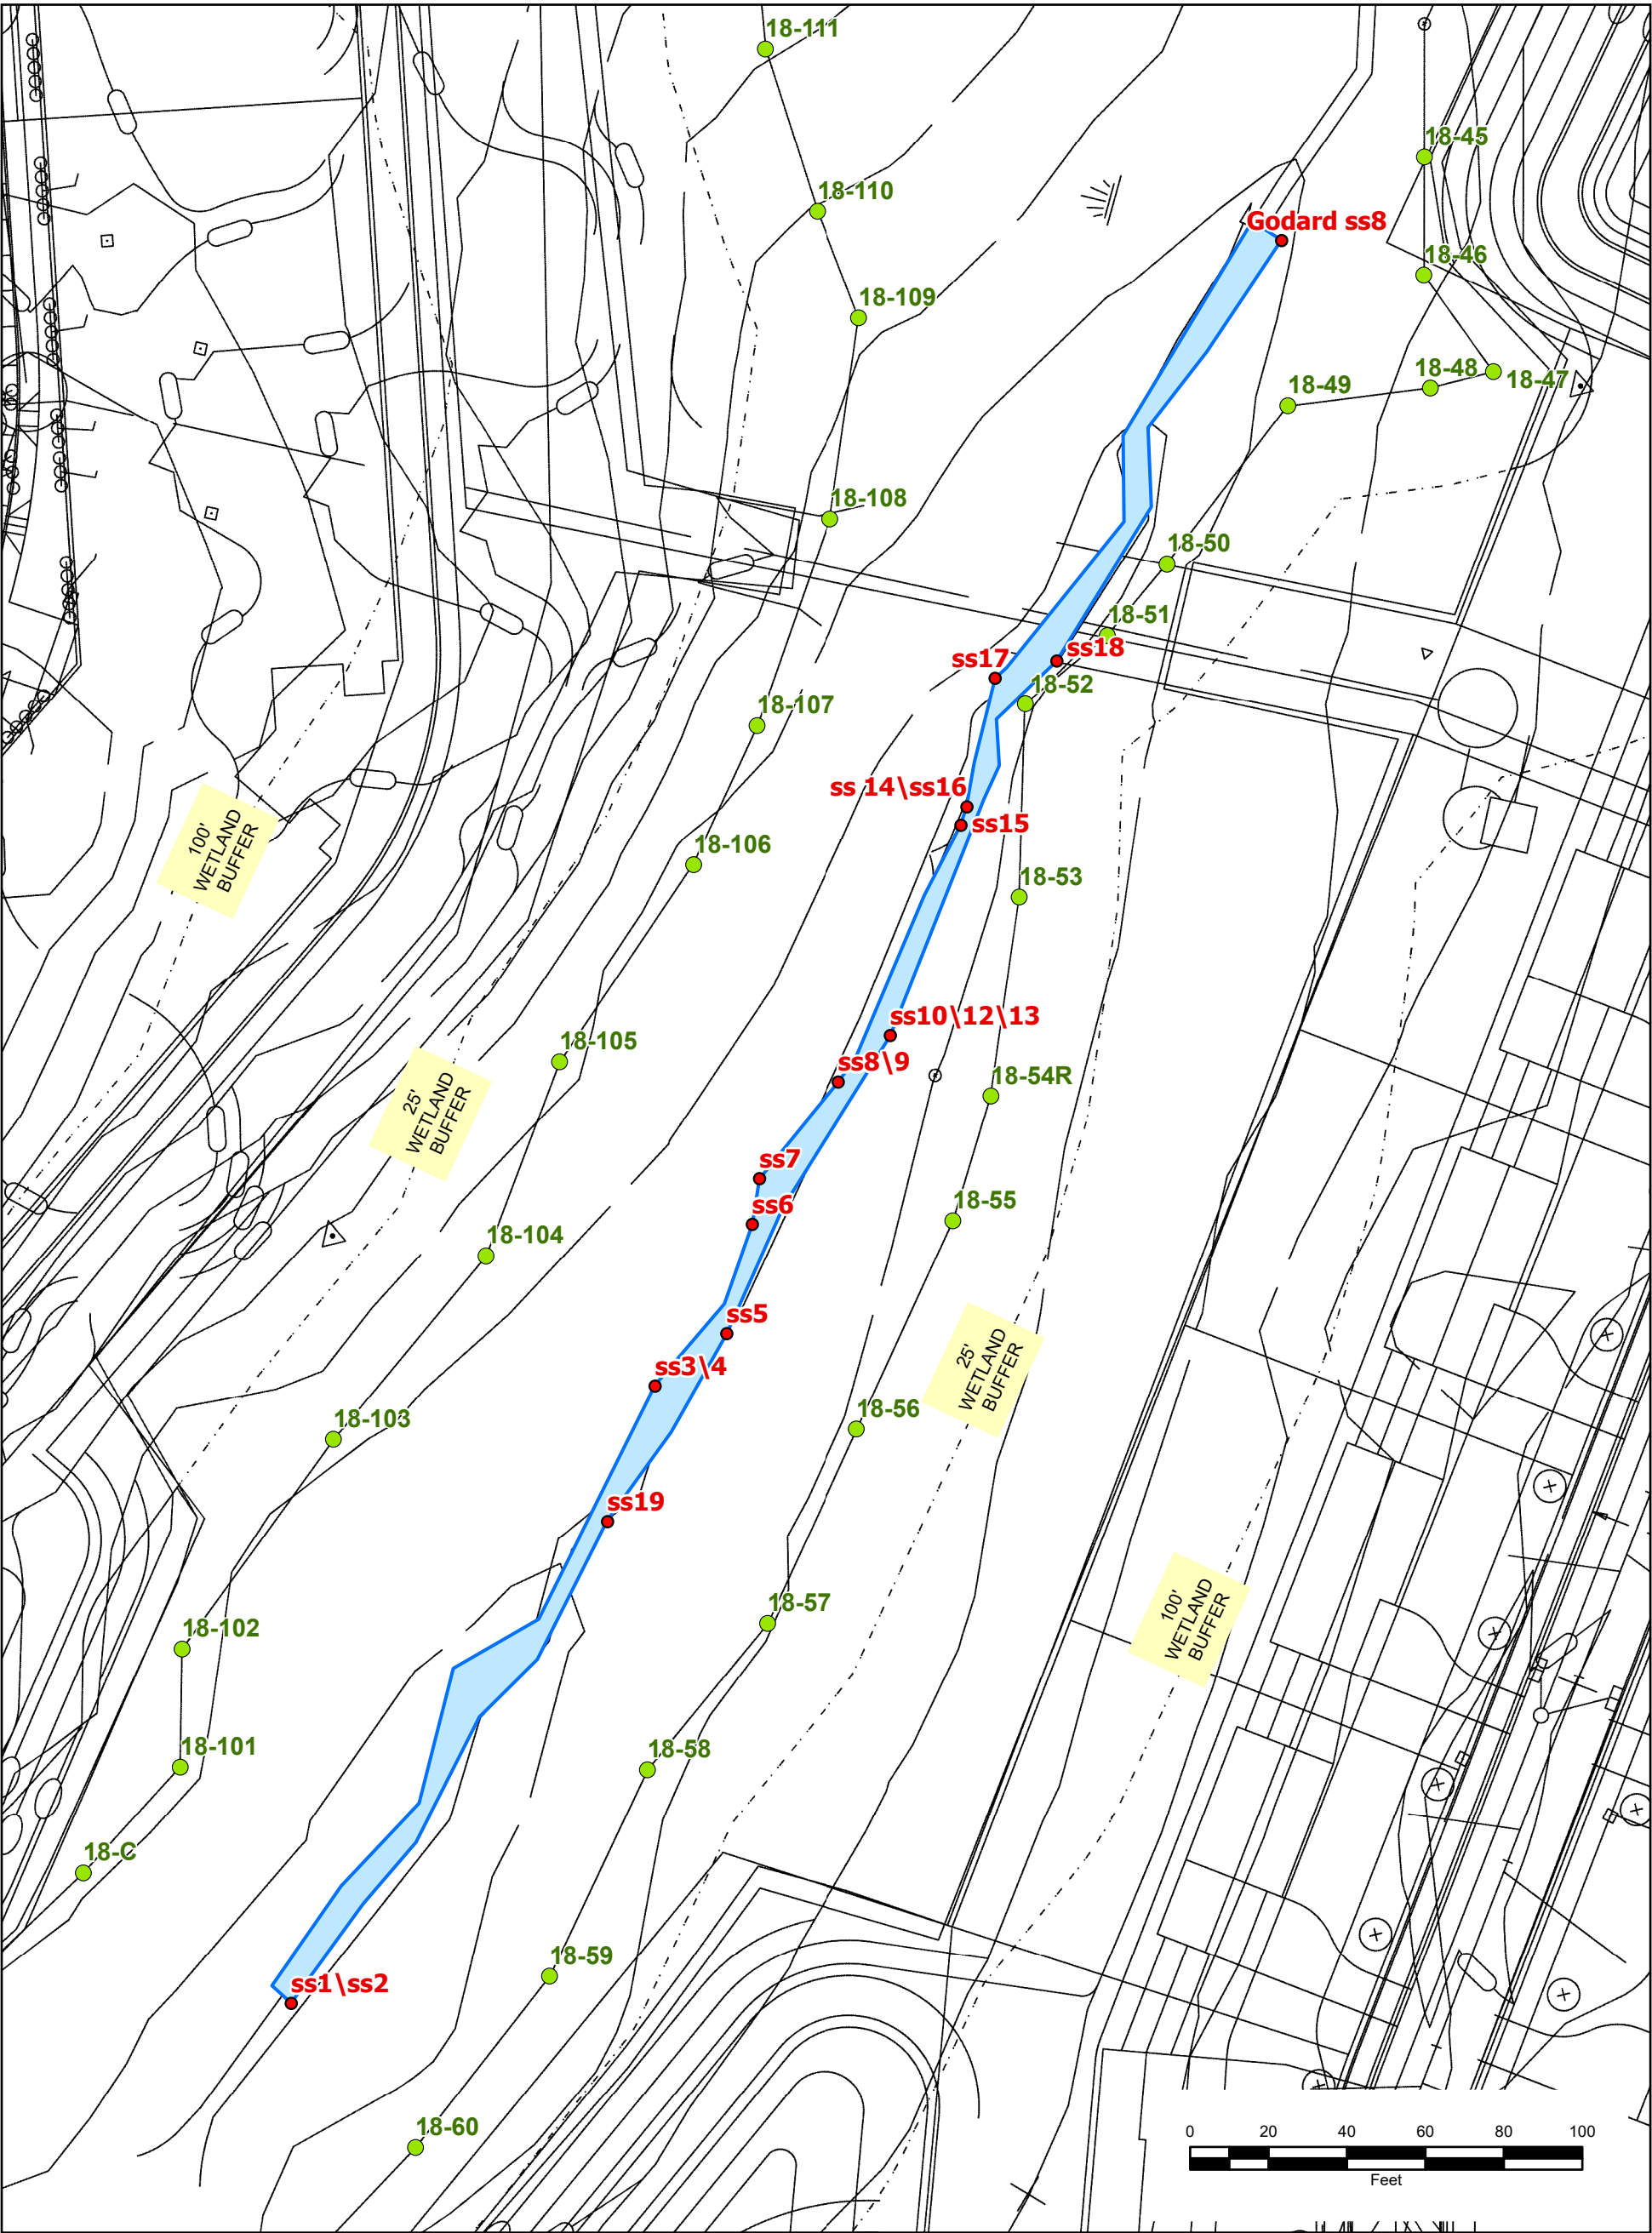 18-111
18-45
18-110
Godard ss8
18-46
18-109
18-48
18-47
18-49
18-108
18-50
18-51
ss18
ss17
18-52
18-107
ss 14\ss16
ss15
100'
WETLAND
BUFFER
18-106
18-53
ss10\12\13
18-105
ss8\9
18-54R
25'
WETLAND
BUFFER
ss7
ss6
18-55
18-104
ss5
25'
WETLAND
BUFFER
ss3\4
18-56
18-103
ss19
18-57
100'
WETLAND
BUFFER
18-102
18-101
18-58
18-C
18-59
ss1\ss2
18-60
0 20 40 60 80 100
Feet